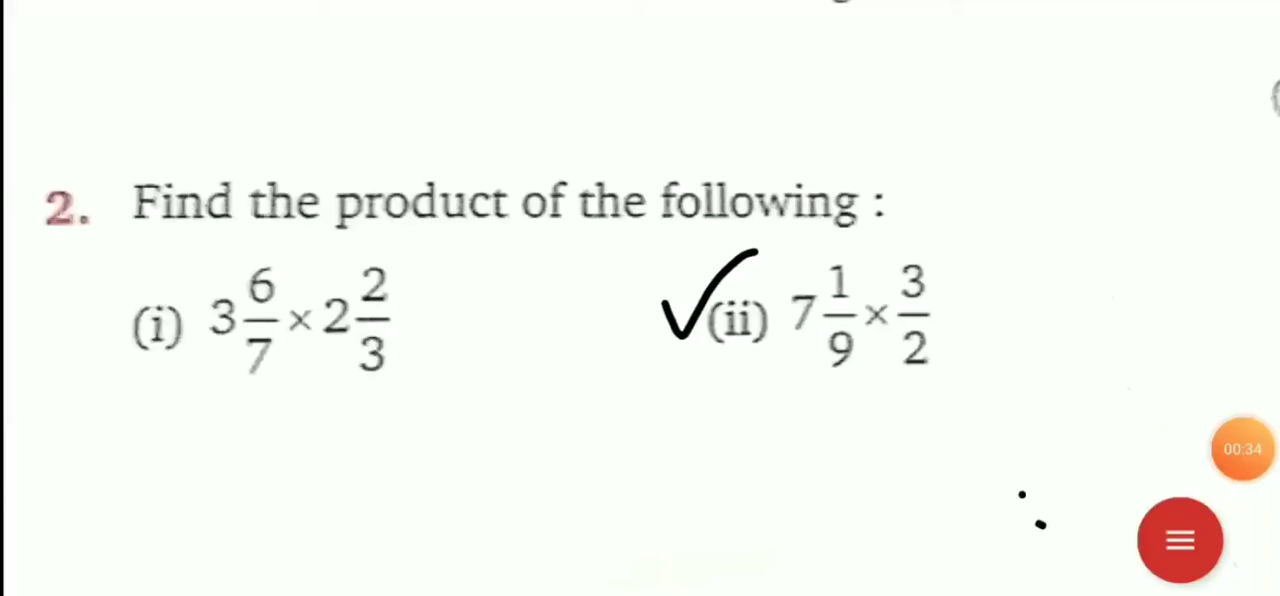 2. Find the product of the following :
(i) 3 6/7 × 2 2/3 (ii) 7 1/9 × 3/2
00:34